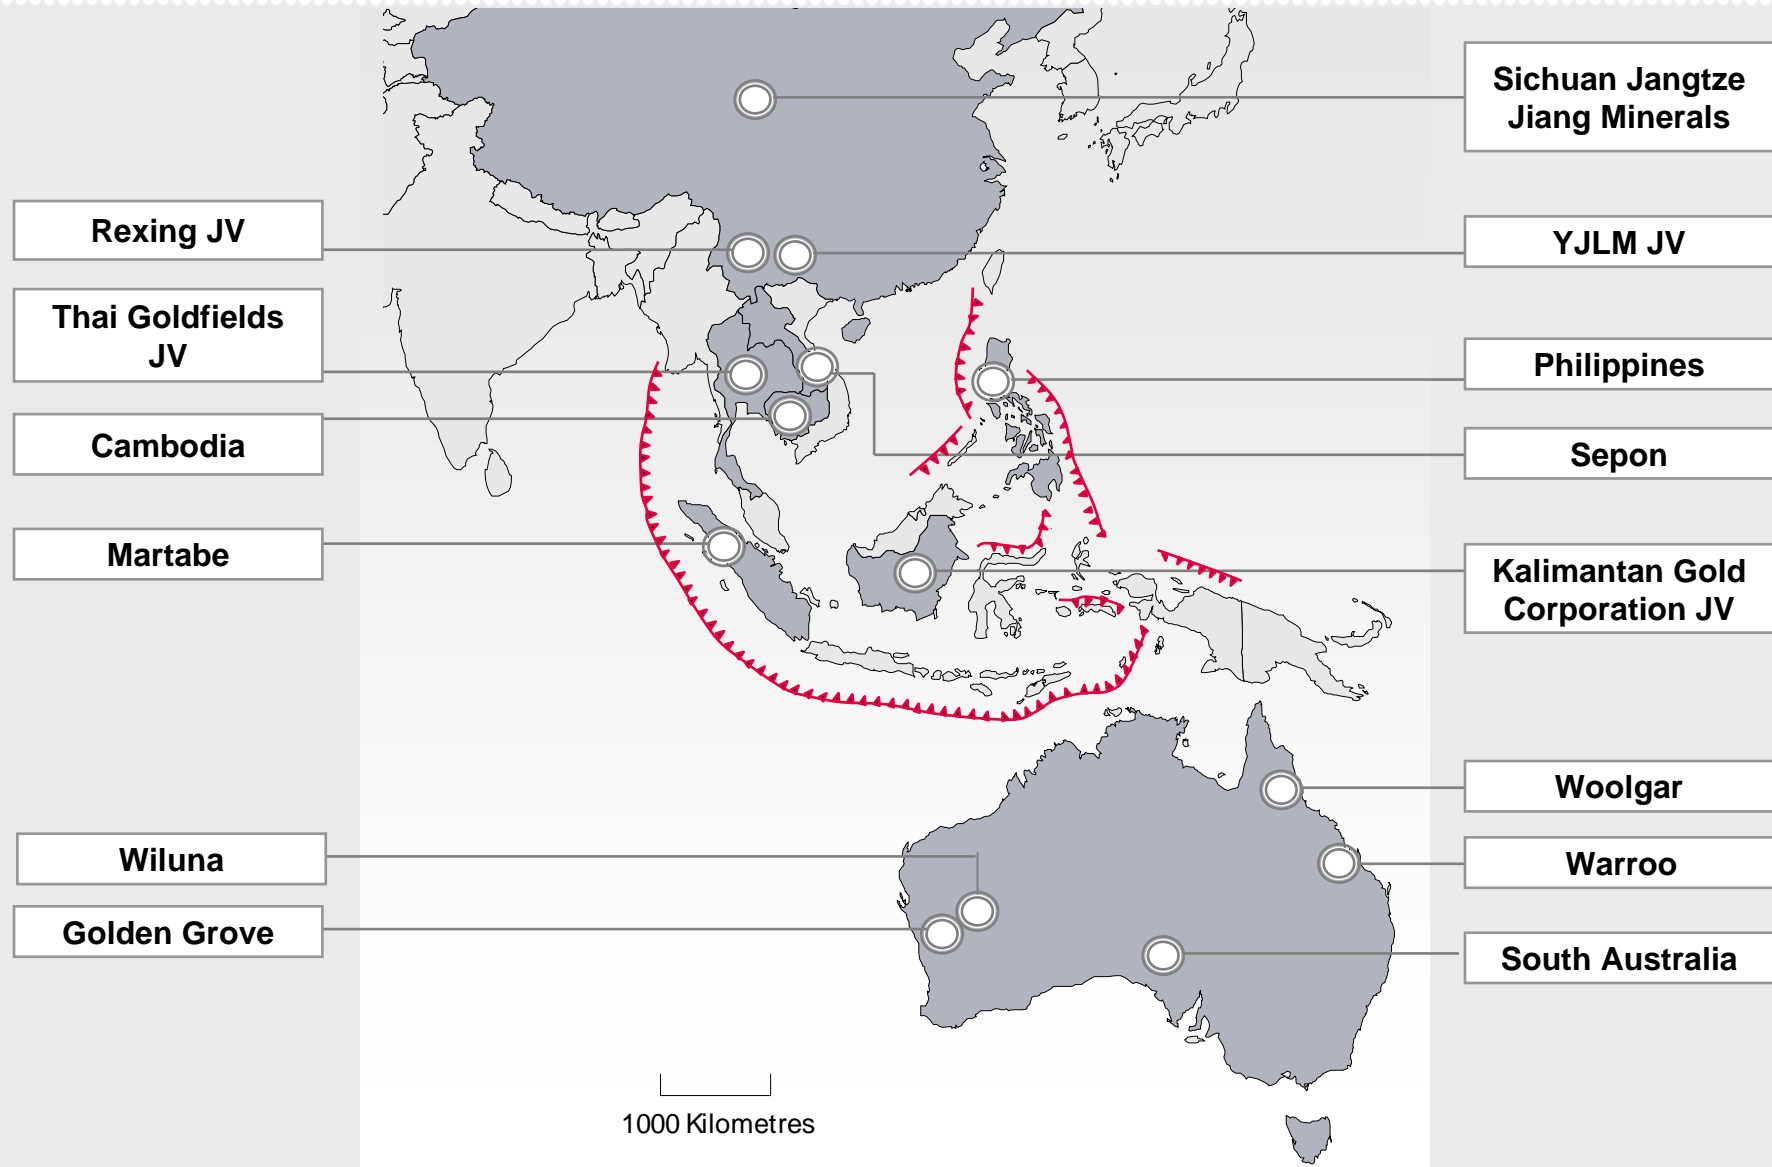 Sichuan Jangtze
Jiang Minerals
Rexing JV
YJLM JV
Thai Goldfields
JV
Philippines
Cambodia
Sepon
Martabe
Kalimantan Gold
Corporation JV
Woolgar
Wiluna
Warroo
Golden Grove
South Australia
1000 Kilometres